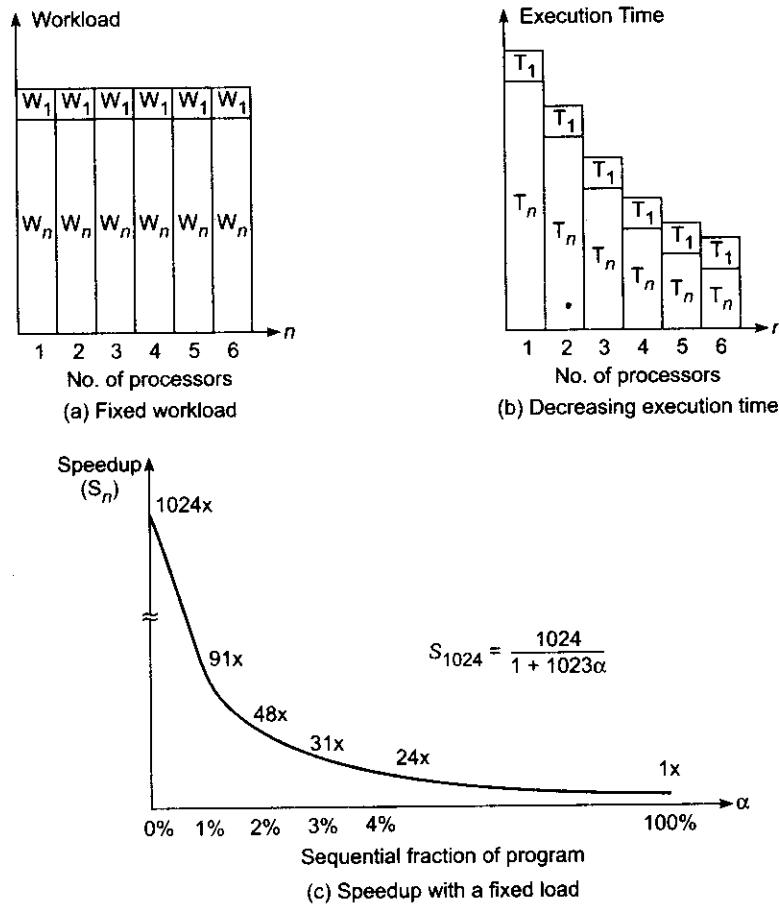 Workload
W1 W1 W1 W1 W1 W1
Wn Wn Wn Wn Wn Wn
n
1 2 3 4 5 6
No. of processors
(a) Fixed workload
Execution Time
T1 T1 T1 T1 T1 T1
Tn Tn Tn Tn Tn Tn
r
1 2 3 4 5 6
No. of processors
(b) Decreasing execution time
Speedup
(Sn)
1024x
91x
48x
31x
24x
1x
S1024 = 1024 / 1 + 1023α
α
0% 1% 2% 3% 4% 100%
Sequential fraction of program
(c) Speedup with a fixed load